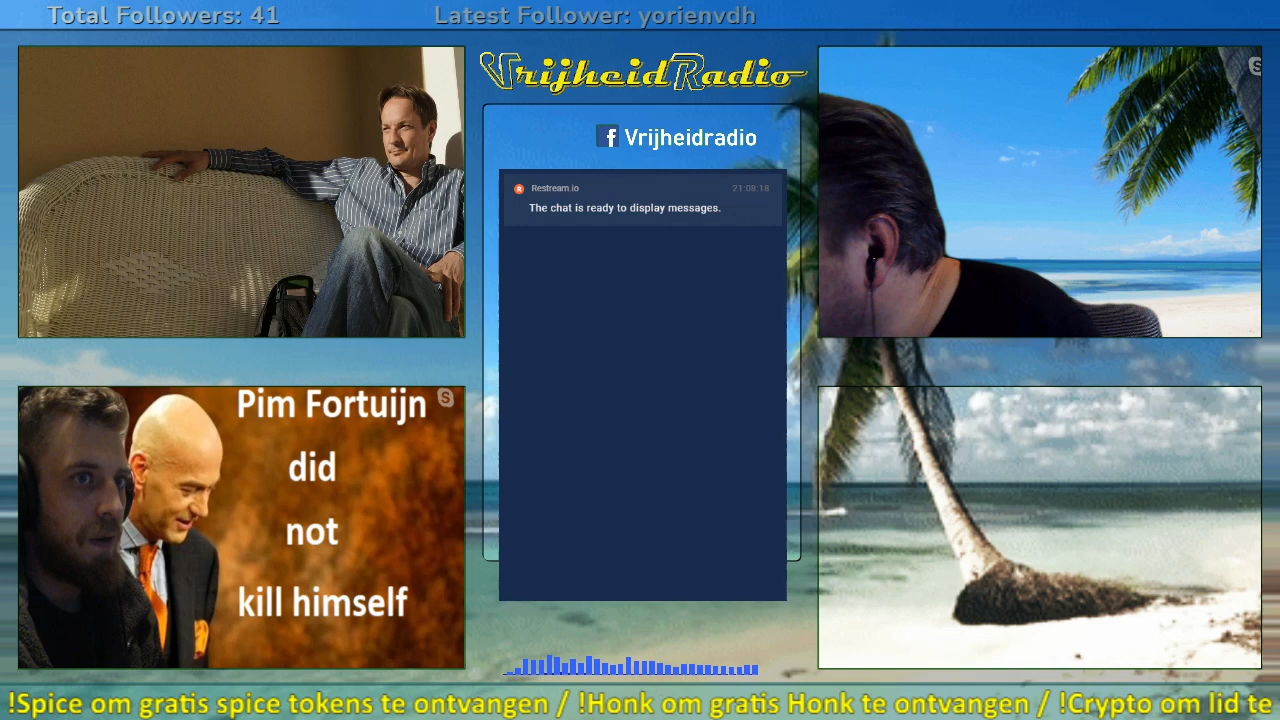 Total Followers: 41
Latest Follower: yorienvdh
VrijheidRadio
Vrijheidradio
Restream.io 21:08:18
The chat is ready to display messages.
Pim Fortuijn
did
not
kill himself
!Spice om gratis spice tokens te ontvangen / !Honk om gratis Honk te ontvangen / !Crypto om lid te